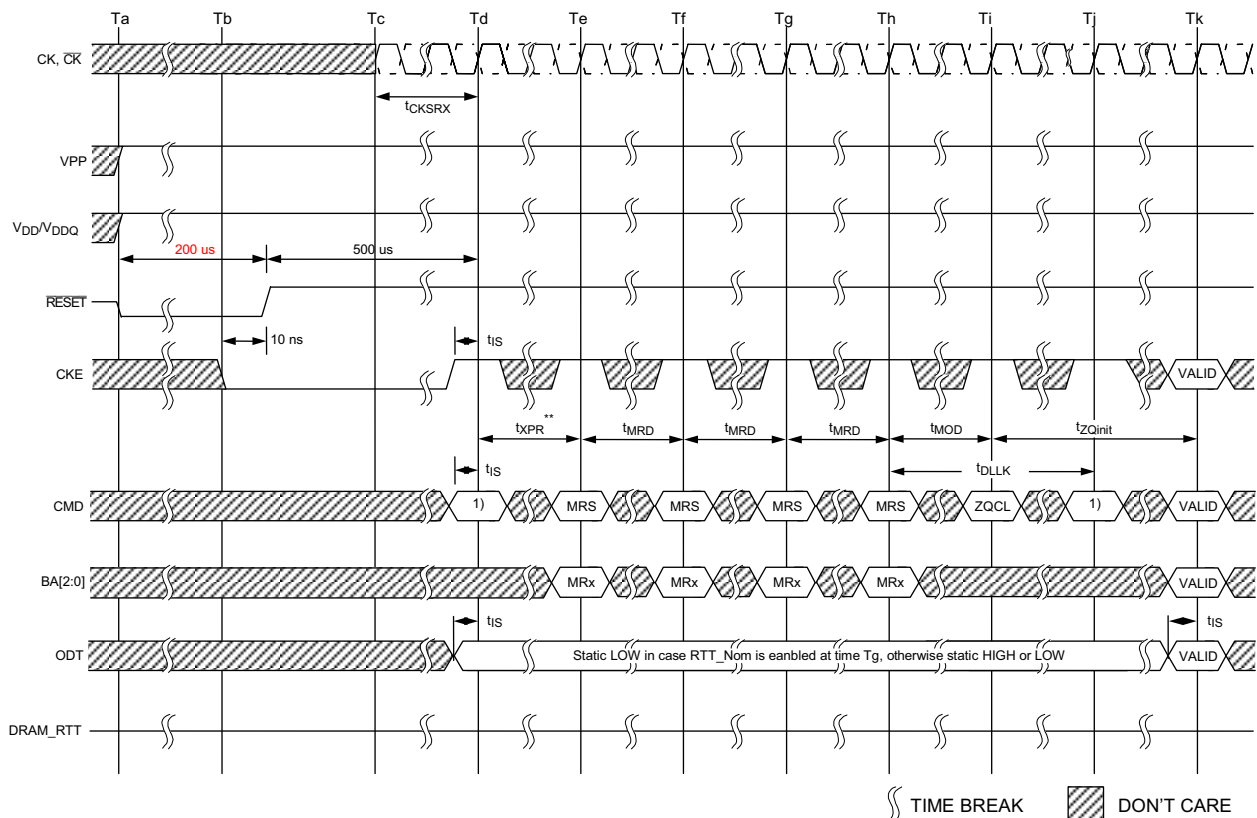 Ta Tb Tc Td Te Tf Tg Th Ti Tj Tk
CK, CK
tCKSRX
VPP
VDD/VDDQ
200 us 500 us
RESET
10 ns tIS
CKE VALID
tXPR** tMRD tMRD tMRD tMOD tZQinit
tIS tDLLK
CMD 1) MRS MRS MRS MRS ZQCL 1) VALID
BA[2:0] MRx MRx MRx MRx VALID
tIS tIS
ODT Static LOW in case RTT_Nom is eanbled at time Tg, otherwise static HIGH or LOW VALID
DRAM_RTT
TIME BREAK DON'T CARE